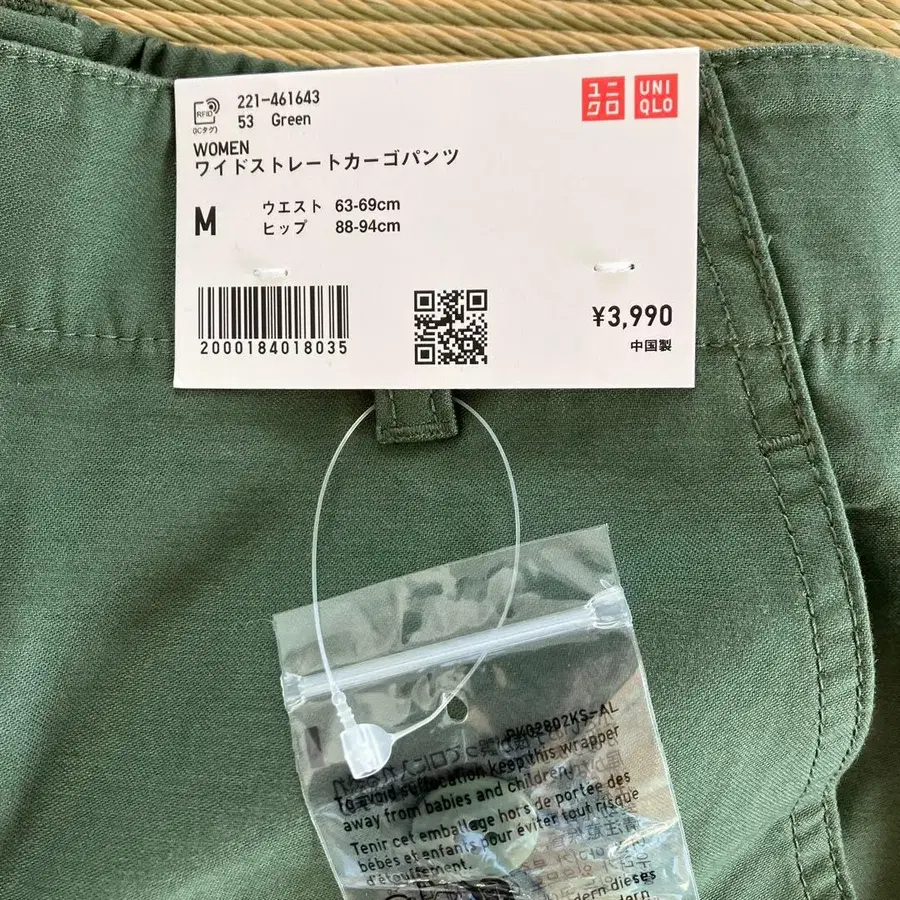 RFID
(ICタグ)
221-461643
53 Green
ユニクロ
UNIQLO
WOMEN
ワイドストレートカーゴパンツ
M
ウエスト 63-69cm
ヒップ 88-94cm
2000184018035
¥3,990
中国製
PKG2802KS-AL
To avoid suffocation keep this wrapper
away from babies and children.
Tenir cet emballage hors de portée des
bébés et enfants pour éviter tout risque
d'étouffement.
dern dieses